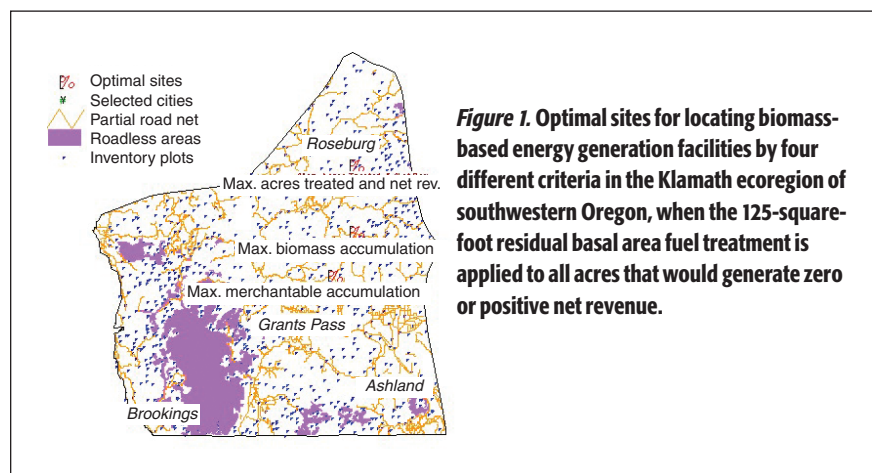 Optimal sites
Selected cities
Partial road net
Roadless areas
Inventory plots
Roseburg
Max. acres treated and net rev.
Max. biomass accumulation
Max. merchantable accumulation
Grants Pass
Ashland
Brookings
Figure 1. Optimal sites for locating biomass-
based energy generation facilities by four
different criteria in the Klamath ecoregion of
southwestern Oregon, when the 125-square-
foot residual basal area fuel treatment is
applied to all acres that would generate zero
or positive net revenue.